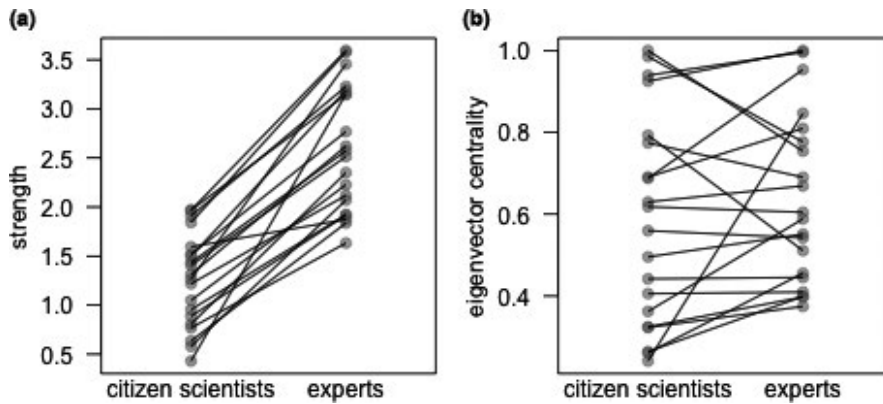 (a)
strength
3.5
3.0
2.5
2.0
1.5
1.0
0.5
citizen scientists
experts
(b)
eigenvector centrality
1.0
0.8
0.6
0.4
citizen scientists
experts